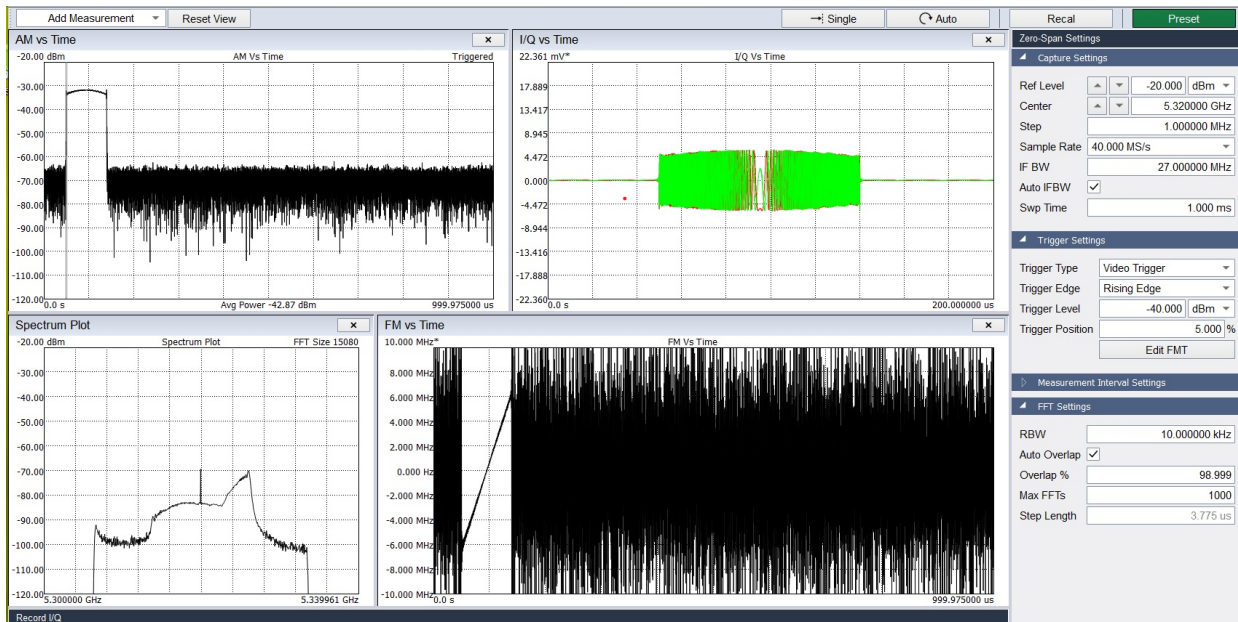 Add Measurement
Reset View
Single
Auto
Recal
Preset
AM vs Time
-20.00 dBm
AM Vs Time
Triggered
-30.00
-40.00
-50.00
-60.00
-70.00
-80.00
-90.00
-100.00
-110.00
-120.00
0.0 s
Avg Power -42.87 dBm
999.975000 us
I/Q vs Time
22.361 mV*
I/Q Vs Time
17.889
13.417
8.945
4.472
0.000
-4.472
-8.944
-13.416
-17.888
-22.360
0.0 s
200.000000 us
Spectrum Plot
-20.00 dBm
Spectrum Plot
FFT Size 15080
-30.00
-40.00
-50.00
-60.00
-70.00
-80.00
-90.00
-100.00
-110.00
-120.00
5.300000 GHz
5.339961 GHz
FM vs Time
10.000 MHz*
FM Vs Time
8.000 MHz
6.000 MHz
4.000 MHz
2.000 MHz
0.000 Hz
-2.000 MHz
-4.000 MHz
-6.000 MHz
-8.000 MHz
-10.000 MHz
0.0 s
999.975000 us
Zero-Span Settings
Capture Settings
Ref Level -20.000 dBm
Center 5.320000 GHz
Step 1.000000 MHz
Sample Rate 40.000 MS/s
IF BW 27.000000 MHz
Auto IFBW
Swp Time 1.000 ms
Trigger Settings
Trigger Type Video Trigger
Trigger Edge Rising Edge
Trigger Level -40.000 dBm
Trigger Position 5.000 %
Edit FMT
Measurement Interval Settings
FFT Settings
RBW 10.000000 kHz
Auto Overlap
Overlap % 98.999
Max FFTs 1000
Step Length 3.775 us
Record I/Q